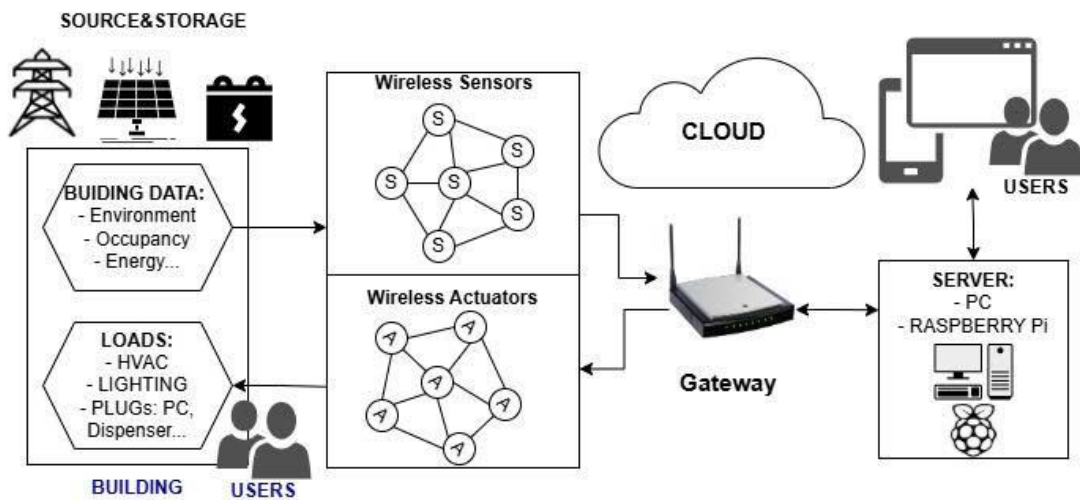 SOURCE&STORAGE
BUIDING DATA:
- Environment
- Occupancy
- Energy...
LOADS:
- HVAC
- LIGHTING
- PLUGs: PC,
Dispenser...
BUILDING
USERS
Wireless Sensors
S
S
S
S
S
S
Wireless Actuators
A
A
A
A
A
A
CLOUD
Gateway
USERS
SERVER:
- PC
- RASPBERRY Pi